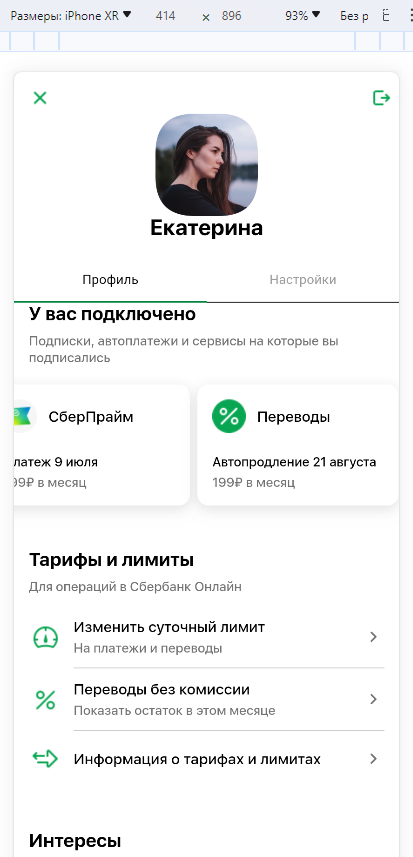 Размеры: iPhone XR 414 × 896 93% Без р
Екатерина
Профиль Настройки
У вас подключено
Подписки, автоплатежи и сервисы на которые вы
подписались
СберПрайм Переводы
латеж 9 июля Автопродление 21 августа
99₽ в месяц 199₽ в месяц
Тарифы и лимиты
Для операций в Сбербанк Онлайн
Изменить суточный лимит
На платежи и переводы
Переводы без комиссии
Показать остаток в этом месяце
Информация о тарифах и лимитах
Интересы